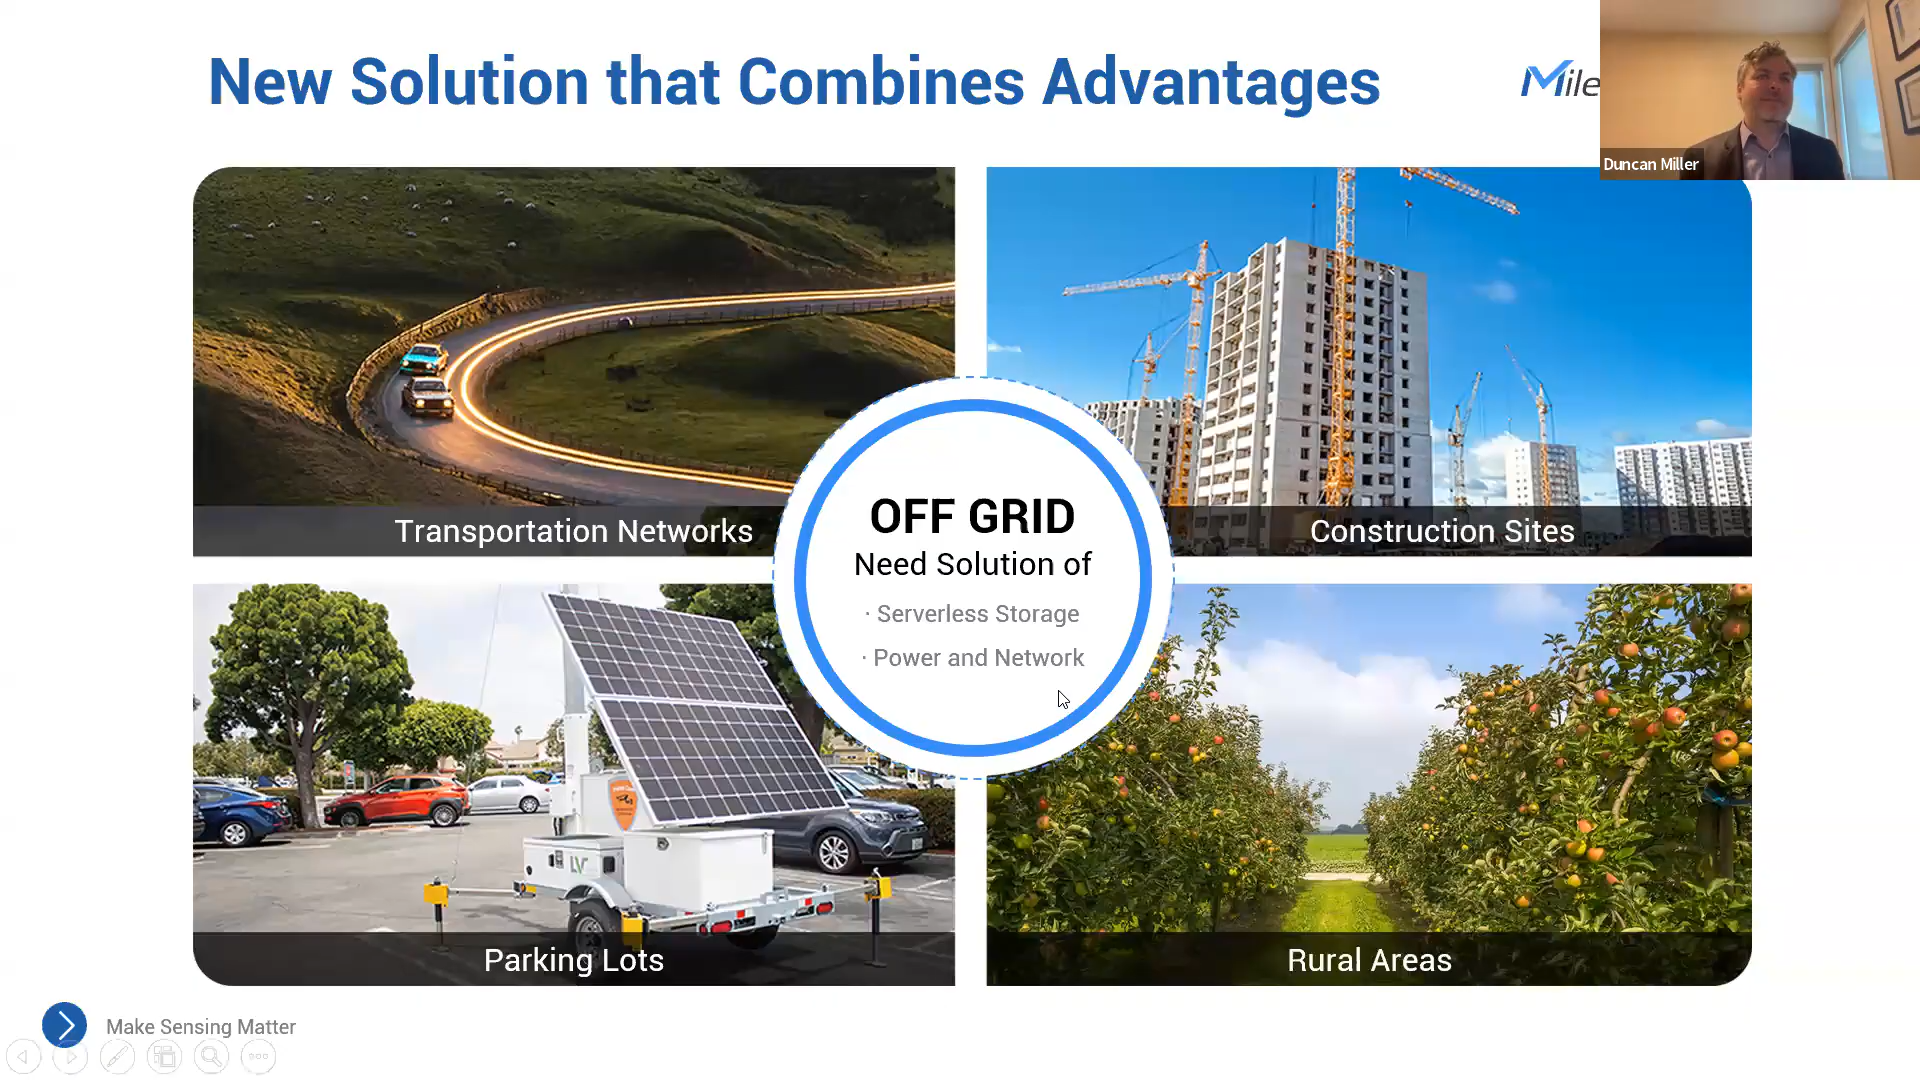 New Solution that Combines Advantages
Mile
Duncan Miller
Transportation Networks
Construction Sites
OFF GRID
Need Solution of
· Serverless Storage
· Power and Network
LV
Parking Lots
Rural Areas
Make Sensing Matter